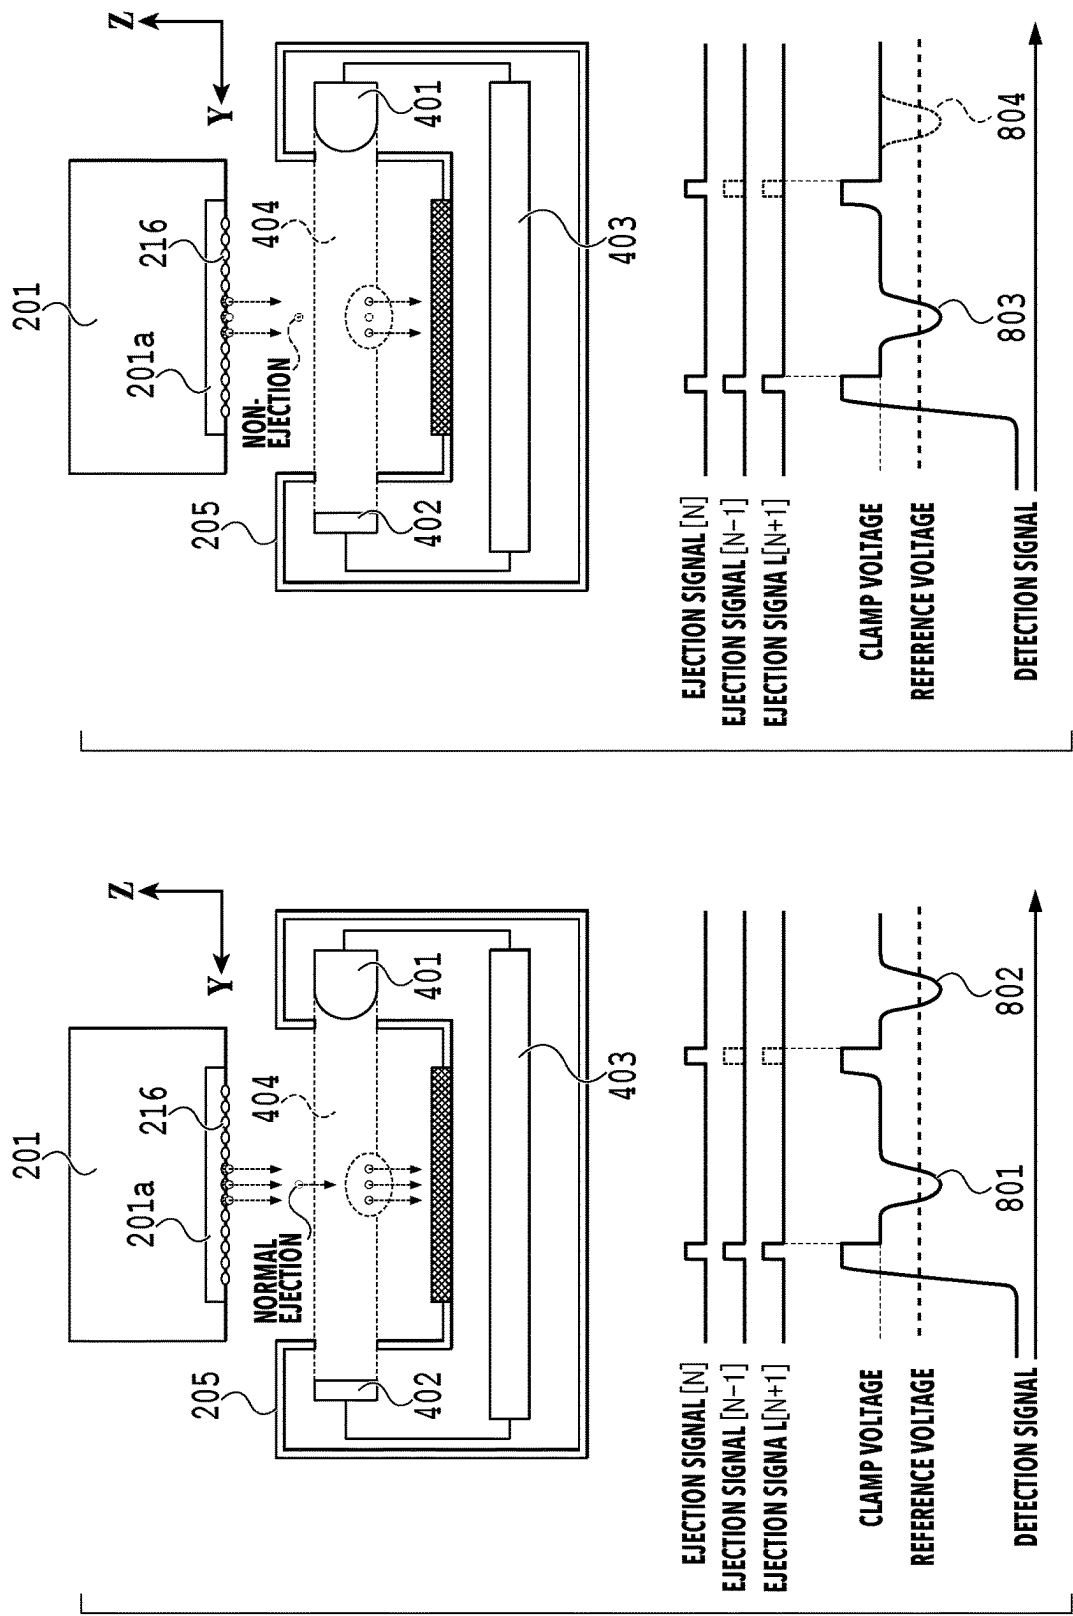 Z
Y
201
201a
216
NON-
EJECTION
404
401
205
402
403
EJECTION SIGNAL [N]
EJECTION SIGNAL [N-1]
EJECTION SIGNA L[N+1]
CLAMP VOLTAGE
REFERENCE VOLTAGE
DETECTION SIGNAL
803
804
Z
Y
201
201a
216
NORMAL
EJECTION
404
401
205
402
403
EJECTION SIGNAL [N]
EJECTION SIGNAL [N-1]
EJECTION SIGNA L[N+1]
CLAMP VOLTAGE
REFERENCE VOLTAGE
DETECTION SIGNAL
801
802